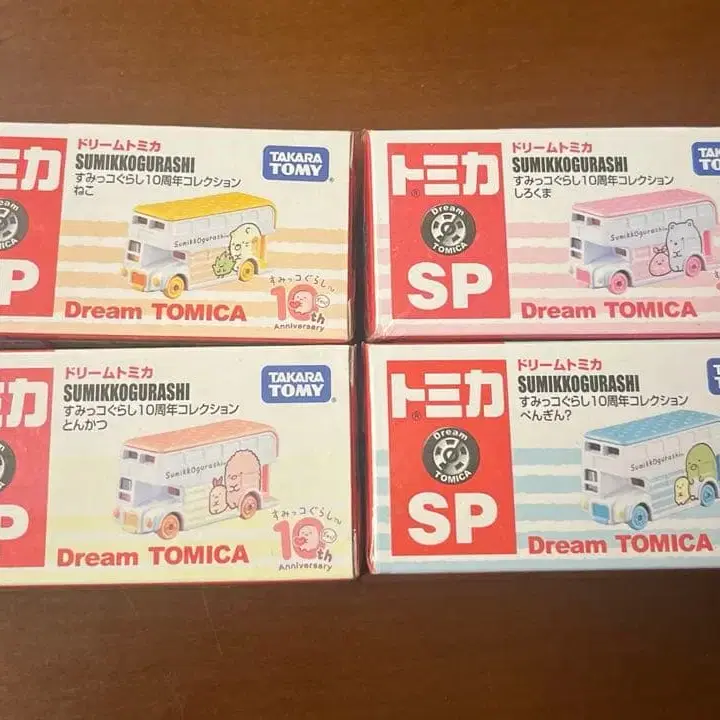 ミカ
ドリームトミカ
SUMIKKOGURASHI
すみっコぐらし10周年コレクション
ねこ
TAKARA
TOMY
Dream
TOMICA
SumikkOgurashi
P
Dream TOMICA
すみっコぐらし
10th
Anniversary
トミカ
ドリームトミカ
SUMIKKOGURASHI
すみっコぐらし10周年コレクション
しろくま
TAK
TO
Dream
TOMICA
SumikkOgurashi
SP
Dream TOMICA
ミカ
ドリームトミカ
SUMIKKOGURASHI
すみっコぐらし10周年コレクション
とんかつ
TAKARA
TOMY
SumikkOgurashi
P
Dream TOMICA
すみっコぐらし
10th
Anniversary
トミカ
ドリームトミカ
SUMIKKOGURASHI
すみっコぐらし10周年コレクション
ぺんぎん?
Dream
TOMICA
SumikkOgurashi
SP
Dream TOMICA